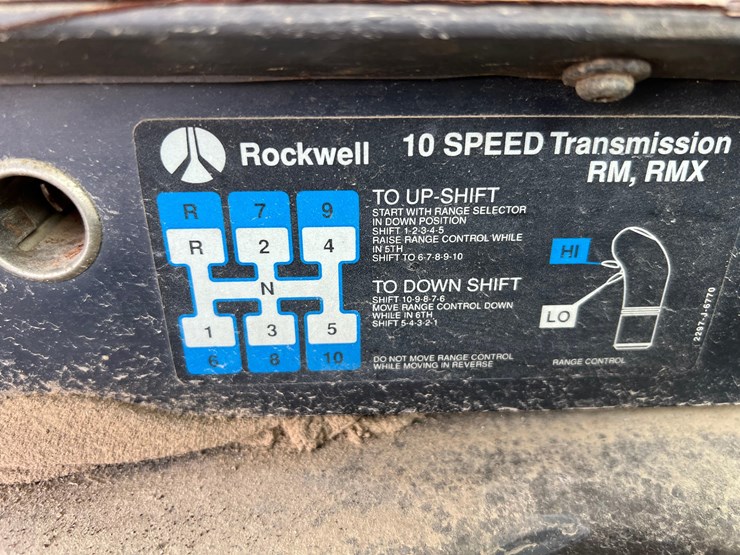 Rockwell 10 SPEED Transmission
RM, RMX
R 7 9
R 2 4
N
1 3 5
6 8 10
TO UP-SHIFT
START WITH RANGE SELECTOR
IN DOWN POSITION
SHIFT 1-2-3-4-5
RAISE RANGE CONTROL WHILE
IN 5TH
SHIFT TO 6-7-8-9-10
TO DOWN SHIFT
SHIFT 10-9-8-7-6
MOVE RANGE CONTROL DOWN
WHILE IN 6TH
SHIFT 5-4-3-2-1
DO NOT MOVE RANGE CONTROL
WHILE MOVING IN REVERSE
HI
LO
RANGE CONTROL
2297-J-6770